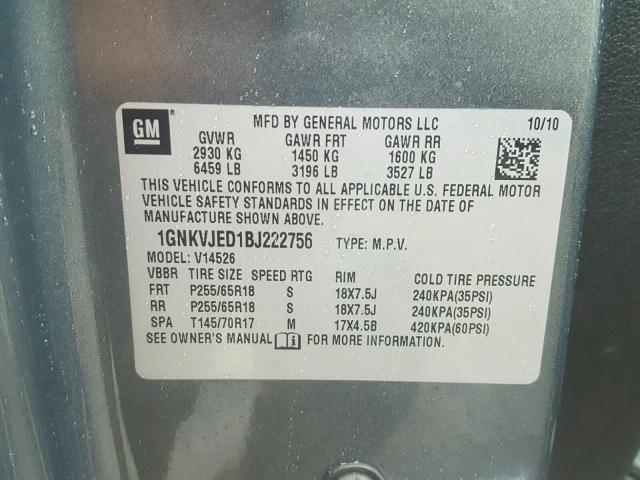 GM
MFD BY GENERAL MOTORS LLC 10/10
GVWR GAWR FRT GAWR RR
2930 KG 1450 KG 1600 KG
6459 LB 3196 LB 3527 LB
THIS VEHICLE CONFORMS TO ALL APPLICABLE U.S. FEDERAL MOTOR
VEHICLE SAFETY STANDARDS IN EFFECT ON THE DATE OF
MANUFACTURE SHOWN ABOVE.
1GNKVJED1BJ222756 TYPE: M.P.V.
MODEL: V14526
VBBR TIRE SIZE SPEED RTG RIM COLD TIRE PRESSURE
FRT P255/65R18 S 18X7.5J 240KPA(35PSI)
RR P255/65R18 S 18X7.5J 240KPA(35PSI)
SPA T145/70R17 M 17X4.5B 420KPA(60PSI)
SEE OWNER'S MANUAL i FOR MORE INFORMATION.